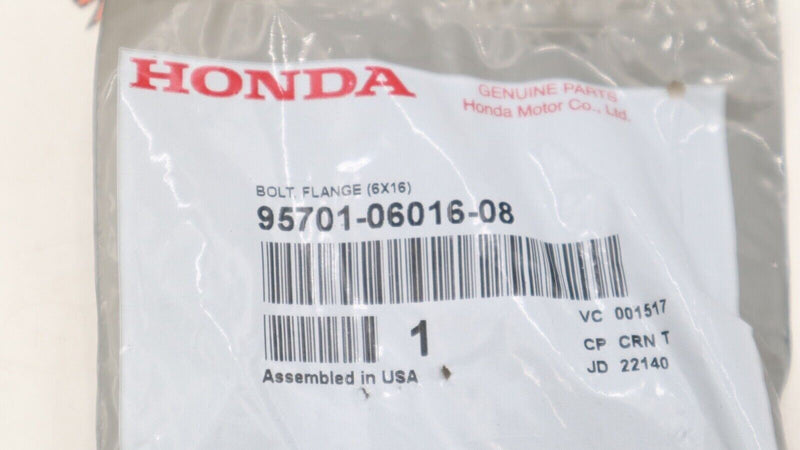 HONDA
GENUINE PARTS
Honda Motor Co., Ltd.
BOLT, FLANGE (6X16)
95701-06016-08
1
VC 001517
CP CRN T
JD 22140
Assembled in USA